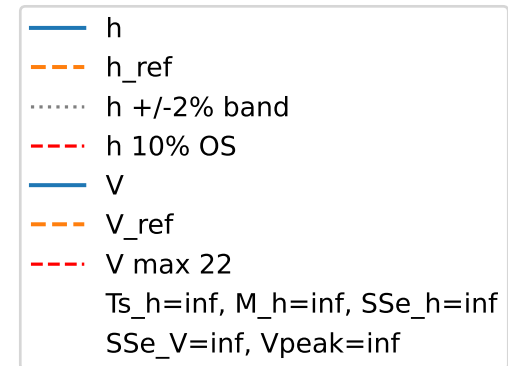 h
h_ref
h +/-2% band
h 10% OS
V
V_ref
V max 22
Ts_h=inf, M_h=inf, SSe_h=inf
SSe_V=inf, Vpeak=inf